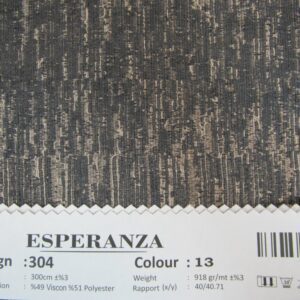 ESPERANZA
gn :304 Colour : 13
: 300cm ±%3 Weight : 918 gr/mt ±%3
tion : %49 Viscon %51 Polyester Rapport (x/v) : 40/40.71